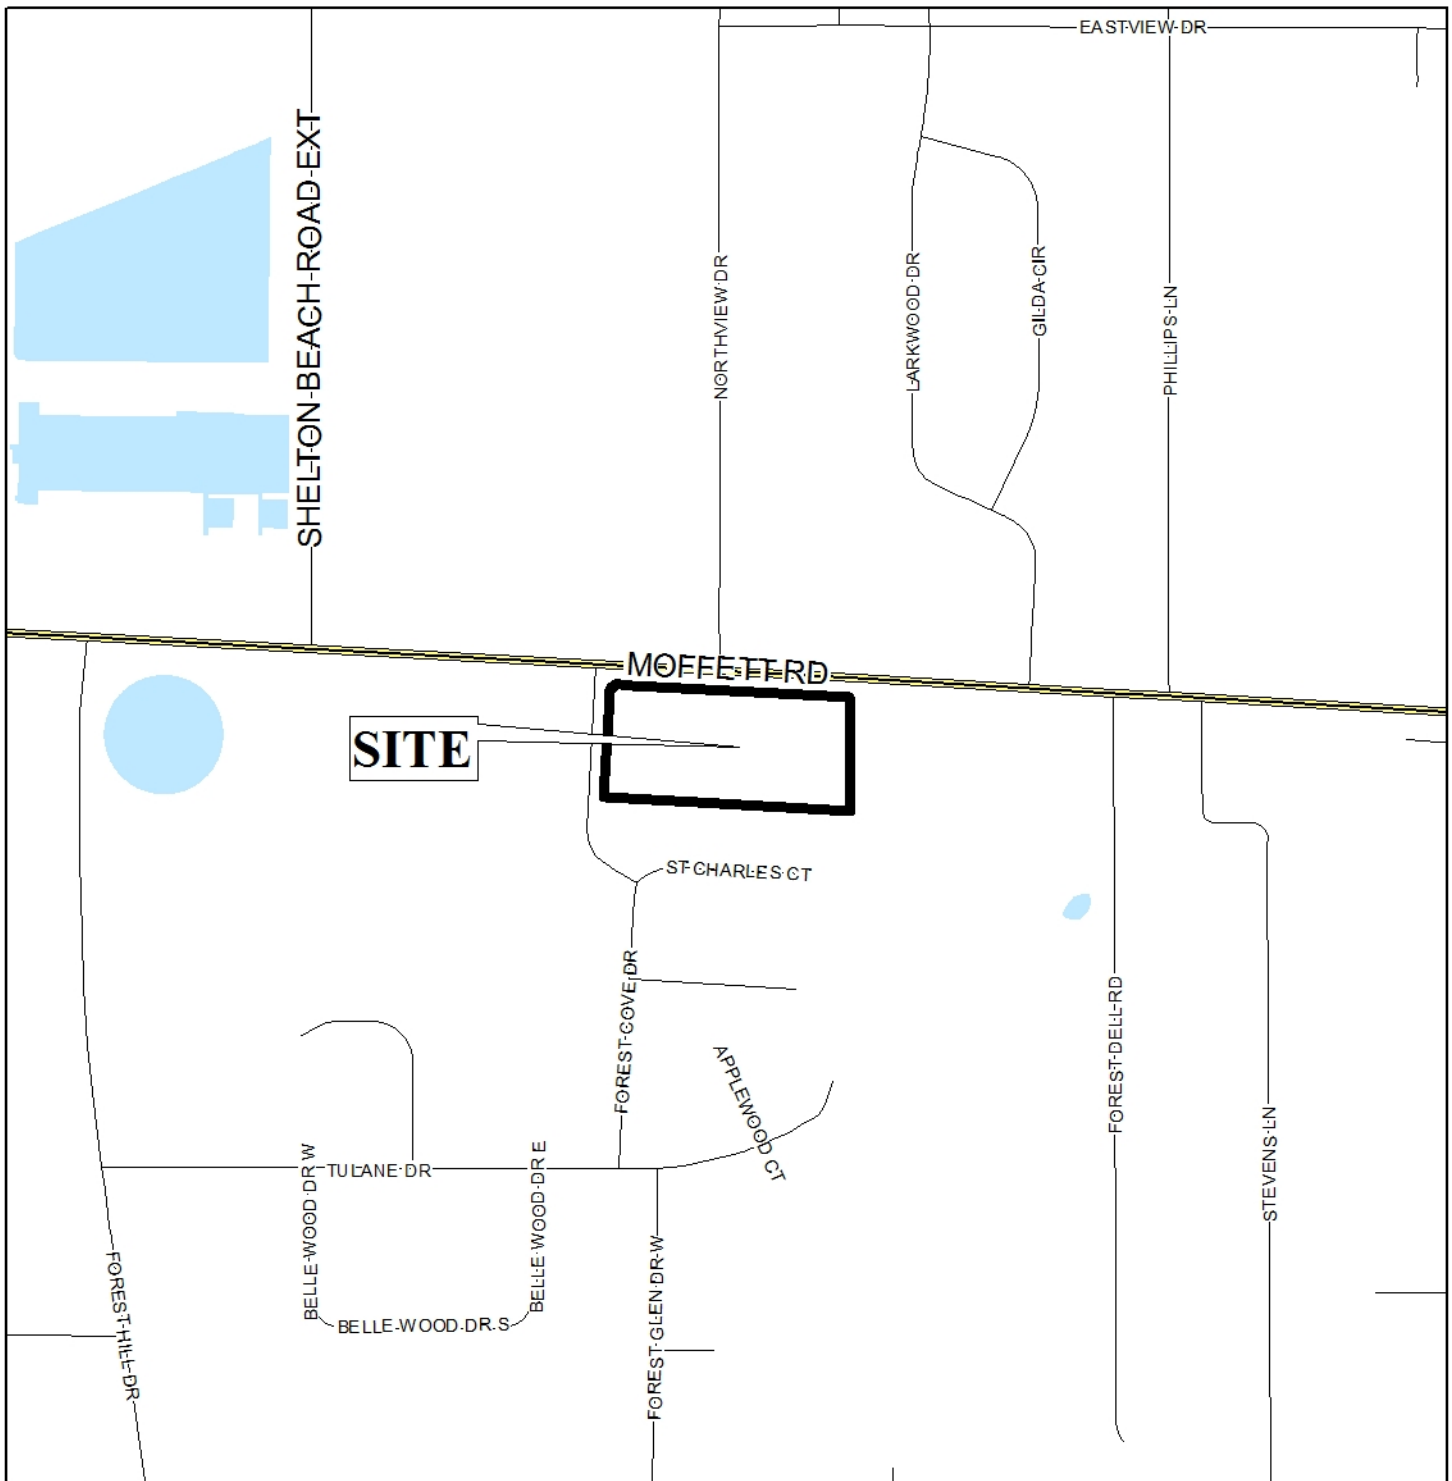 EASTVIEW DR
SHELTON BEACH ROAD EXT
NORTHVIEW DR
LARKWOOD DR
GILDA CIR
PHILLIPS LN
MOFFETT RD
SITE
ST CHARLES CT
FOREST COVE DR
APPLEWOOD CT
FOREST DELL RD
STEVENS LN
TULANE DR
BELLE WOOD DR W
BELLE WOOD DR E
BELLE WOOD DR S
FOREST GLEN DR W
FOREST HILL DR